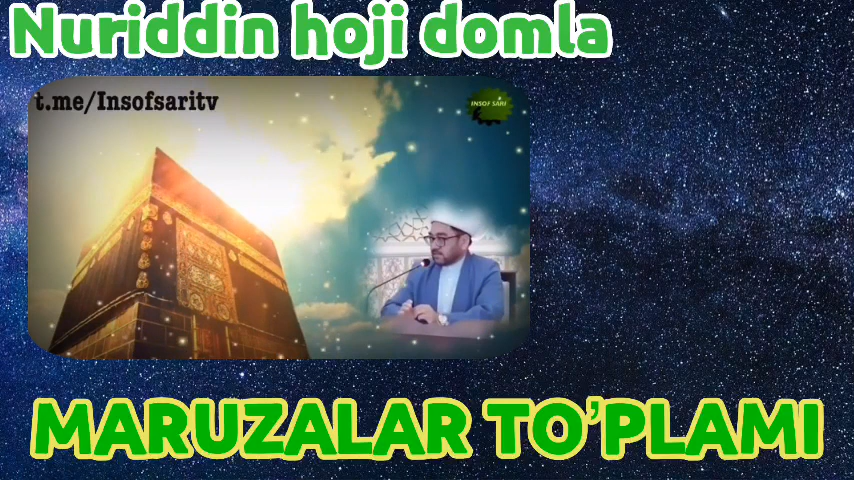 Nuriddin hoji domla
t.me/Insofsaritv
INSOF SARI
MARUZALAR TO’PLAMI